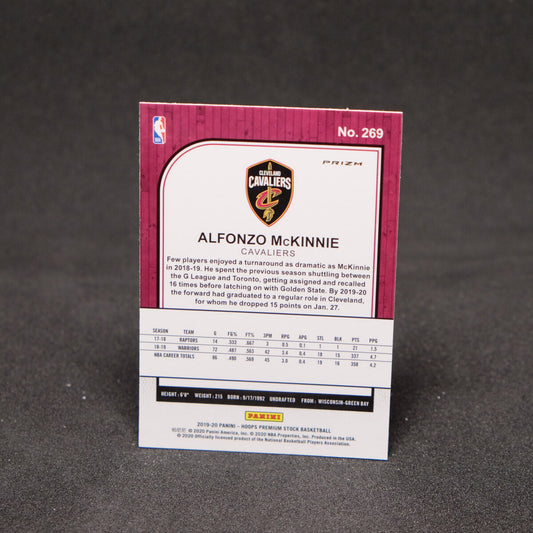 No. 269
PRIZM
CLEVELAND
CAVALIERS
ALFONZO McKINNIE
CAVALIERS
Few players enjoyed a turnaround as dramatic as McKinnie
in 2018-19. He spent the previous season shuttling between
the G League and Toronto, getting assigned and recalled
16 times before latching on with Golden State. By 2019-20
the forward had graduated to a regular role in Cleveland,
for whom he dropped 15 points on Jan. 27.
SEASON TEAM G FG% FT% 3PM RPG APG STL BLK PTS PPG
17-18 RAPTORS 14 .533 .667 3 0.5 0.1 1 1 21 1.5
18-19 WARRIORS 72 .487 .563 42 3.4 0.4 18 15 337 4.7
NBA CAREER TOTALS 86 .490 .569 45 3.0 0.4 19 16 358 4.2
HEIGHT: 6'8" WEIGHT: 215 BORN: 9/17/1992 UNDRAFTED FROM: WISCONSIN-GREEN BAY
PANINI
2019-20 PANINI - HOOPS PREMIUM STOCK BASKETBALL
© 2020 Panini America, Inc. © 2020 NBA Properties, Inc. Produced in the USA.
© 2020 Officially licensed product of the National Basketball Players Association.